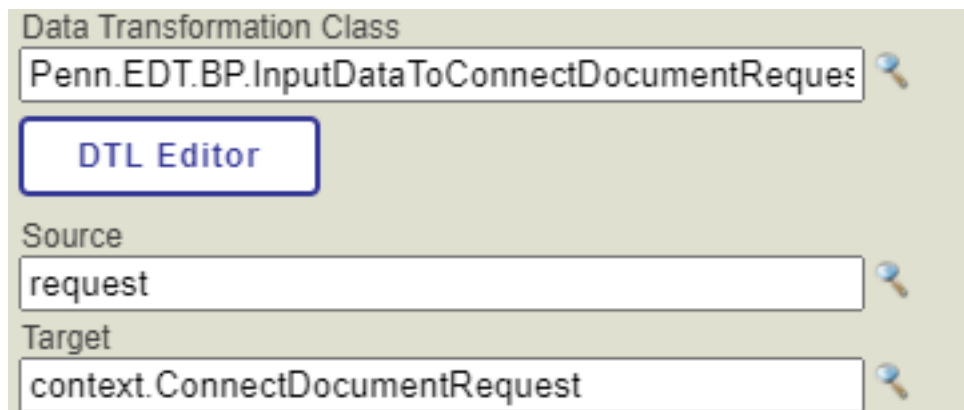 Data Transformation Class
Penn.EDT.BP.InputDataToConnectDocumentReques
DTL Editor
Source
request
Target
context.ConnectDocumentRequest